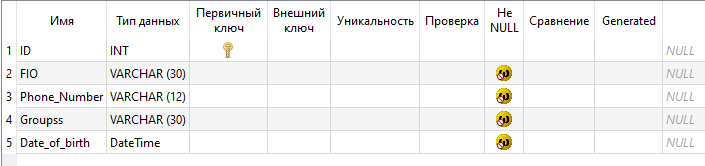 Имя Тип данных Первичный ключ Внешний ключ Уникальность Проверка Не NULL Сравнение Generated
1 ID INT NULL
2 FIO VARCHAR (30) NULL
3 Phone_Number VARCHAR (12) NULL
4 Groupss VARCHAR (30) NULL
5 Date_of_birth DateTime NULL